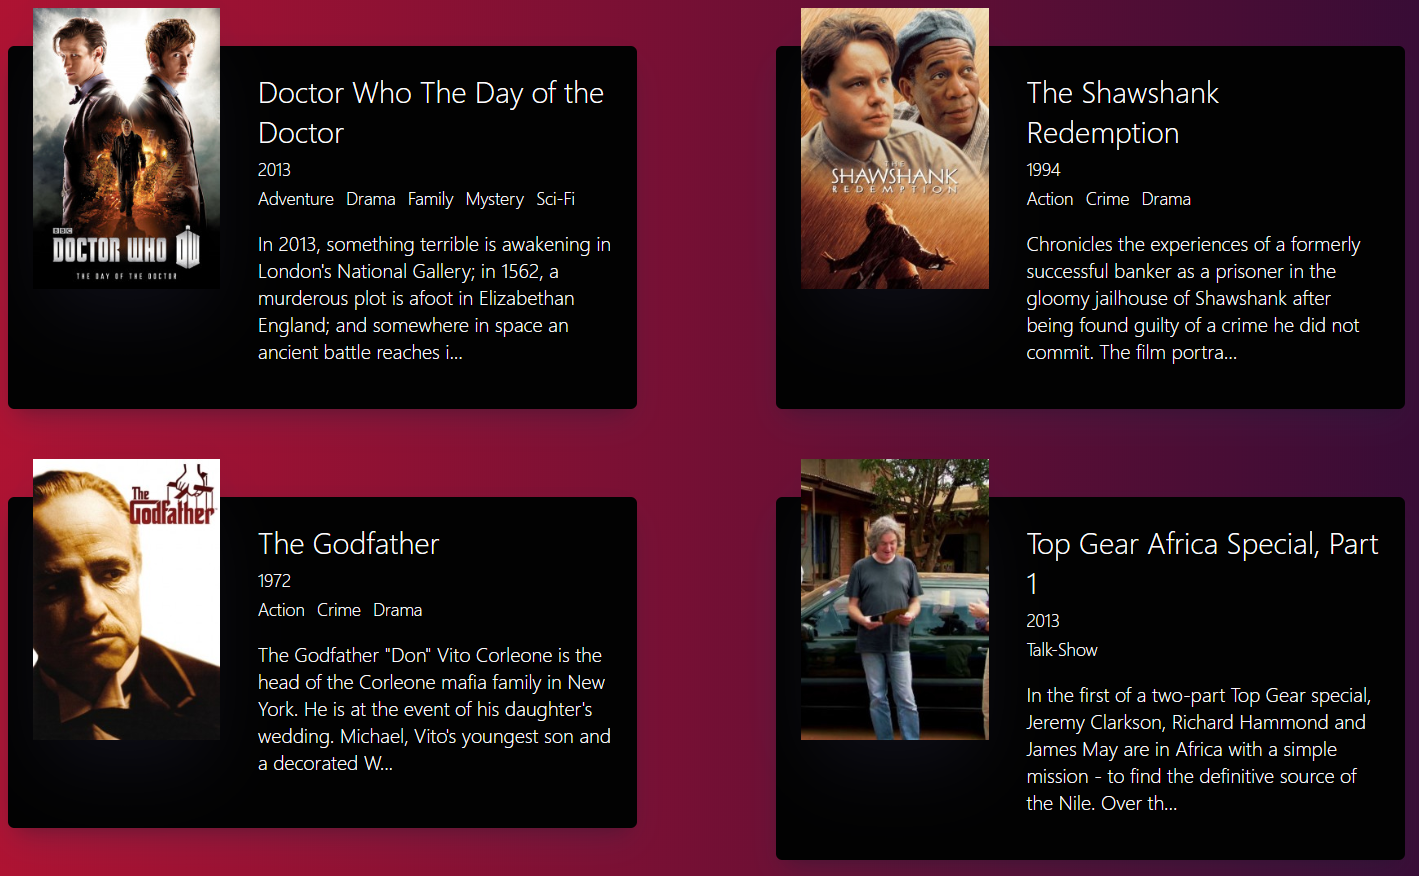 BBC
DOCTOR WHO DW
THE DAY OF THE DOCTOR
Doctor Who The Day of the
Doctor
2013
Adventure Drama Family Mystery Sci-Fi
In 2013, something terrible is awakening in
London's National Gallery; in 1562, a
murderous plot is afoot in Elizabethan
England; and somewhere in space an
ancient battle reaches i...
THE
SHAWSHANK
REDEMPTION
The Shawshank
Redemption
1994
Action Crime Drama
Chronicles the experiences of a formerly
successful banker as a prisoner in the
gloomy jailhouse of Shawshank after
being found guilty of a crime he did not
commit. The film portra...
The
Godfather
The Godfather
1972
Action Crime Drama
The Godfather "Don" Vito Corleone is the
head of the Corleone mafia family in New
York. He is at the event of his daughter's
wedding. Michael, Vito's youngest son and
a decorated W...
Top Gear Africa Special, Part
1
2013
Talk-Show
In the first of a two-part Top Gear special,
Jeremy Clarkson, Richard Hammond and
James May are in Africa with a simple
mission - to find the definitive source of
the Nile. Over th...